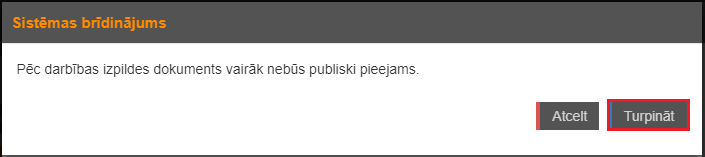 Sistēmas brīdinājums
Pēc darbības izpildes dokuments vairāk nebūs publiski pieejams.
Atcelt Turpināt